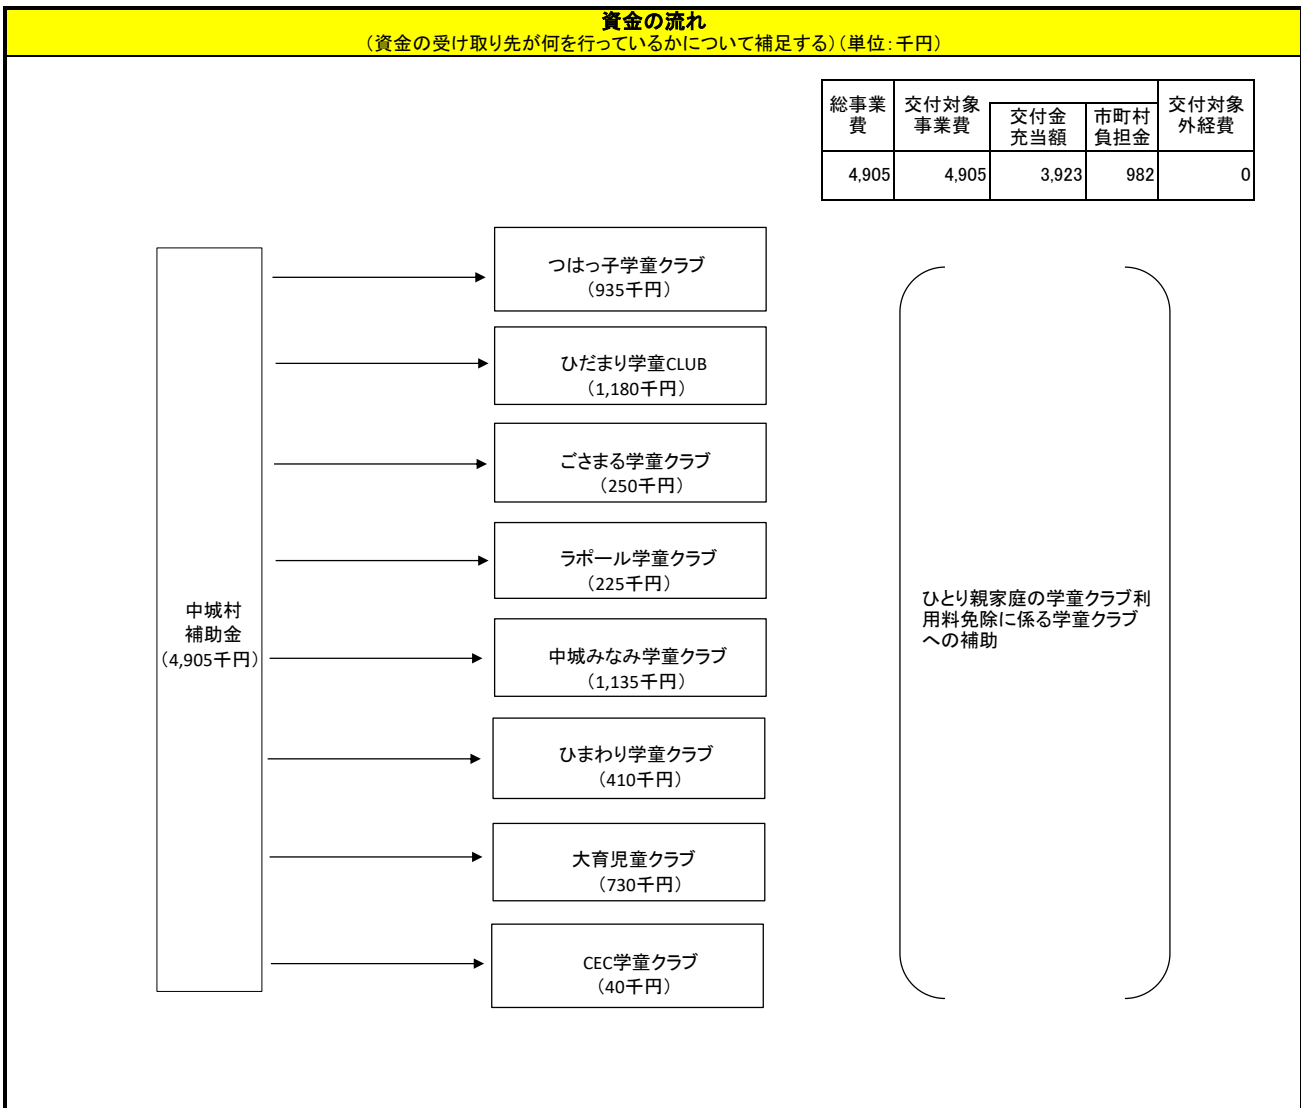 資金の流れ
（資金の受け取り先が何を行っているかについて補足する）（単位：千円）
総事業
費
交付対象
事業費
交付金
充当額
市町村
負担金
交付対象
外経費
4,905 4,905 3,923 982 0
中城村
補助金
（4,905千円）
つはっ子学童クラブ
（935千円）
ひだまり学童CLUB
（1,180千円）
ごさまる学童クラブ
（250千円）
ラポール学童クラブ
（225千円）
中城みなみ学童クラブ
（1,135千円）
ひまわり学童クラブ
（410千円）
大育児童クラブ
（730千円）
CEC学童クラブ
（40千円）
ひとり親家庭の学童クラブ利
用料免除に係る学童クラブ
への補助